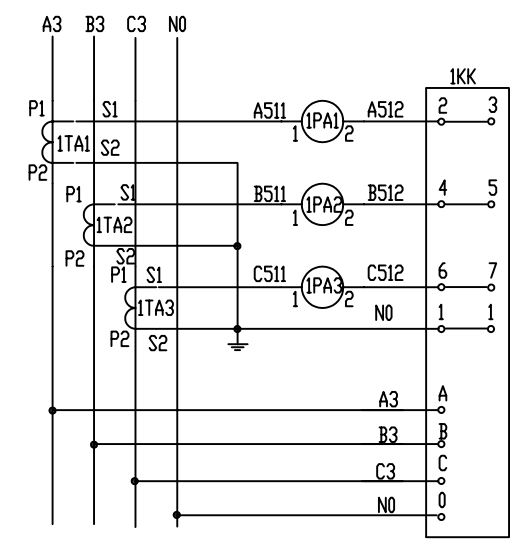 A3 B3 C3 N0
1KK
P1 S1 A511 1PA1 A512 2 3
1 2
1TA1 S2
P2
P1 S1 B511 1PA2 B512 4 5
1 2
1TA2
P2 S2
P1 S1 C511 1PA3 C512 6 7
1 2
1TA3 N0 1 1
P2 S2
A3 A
B3 B
C3 C
N0 0